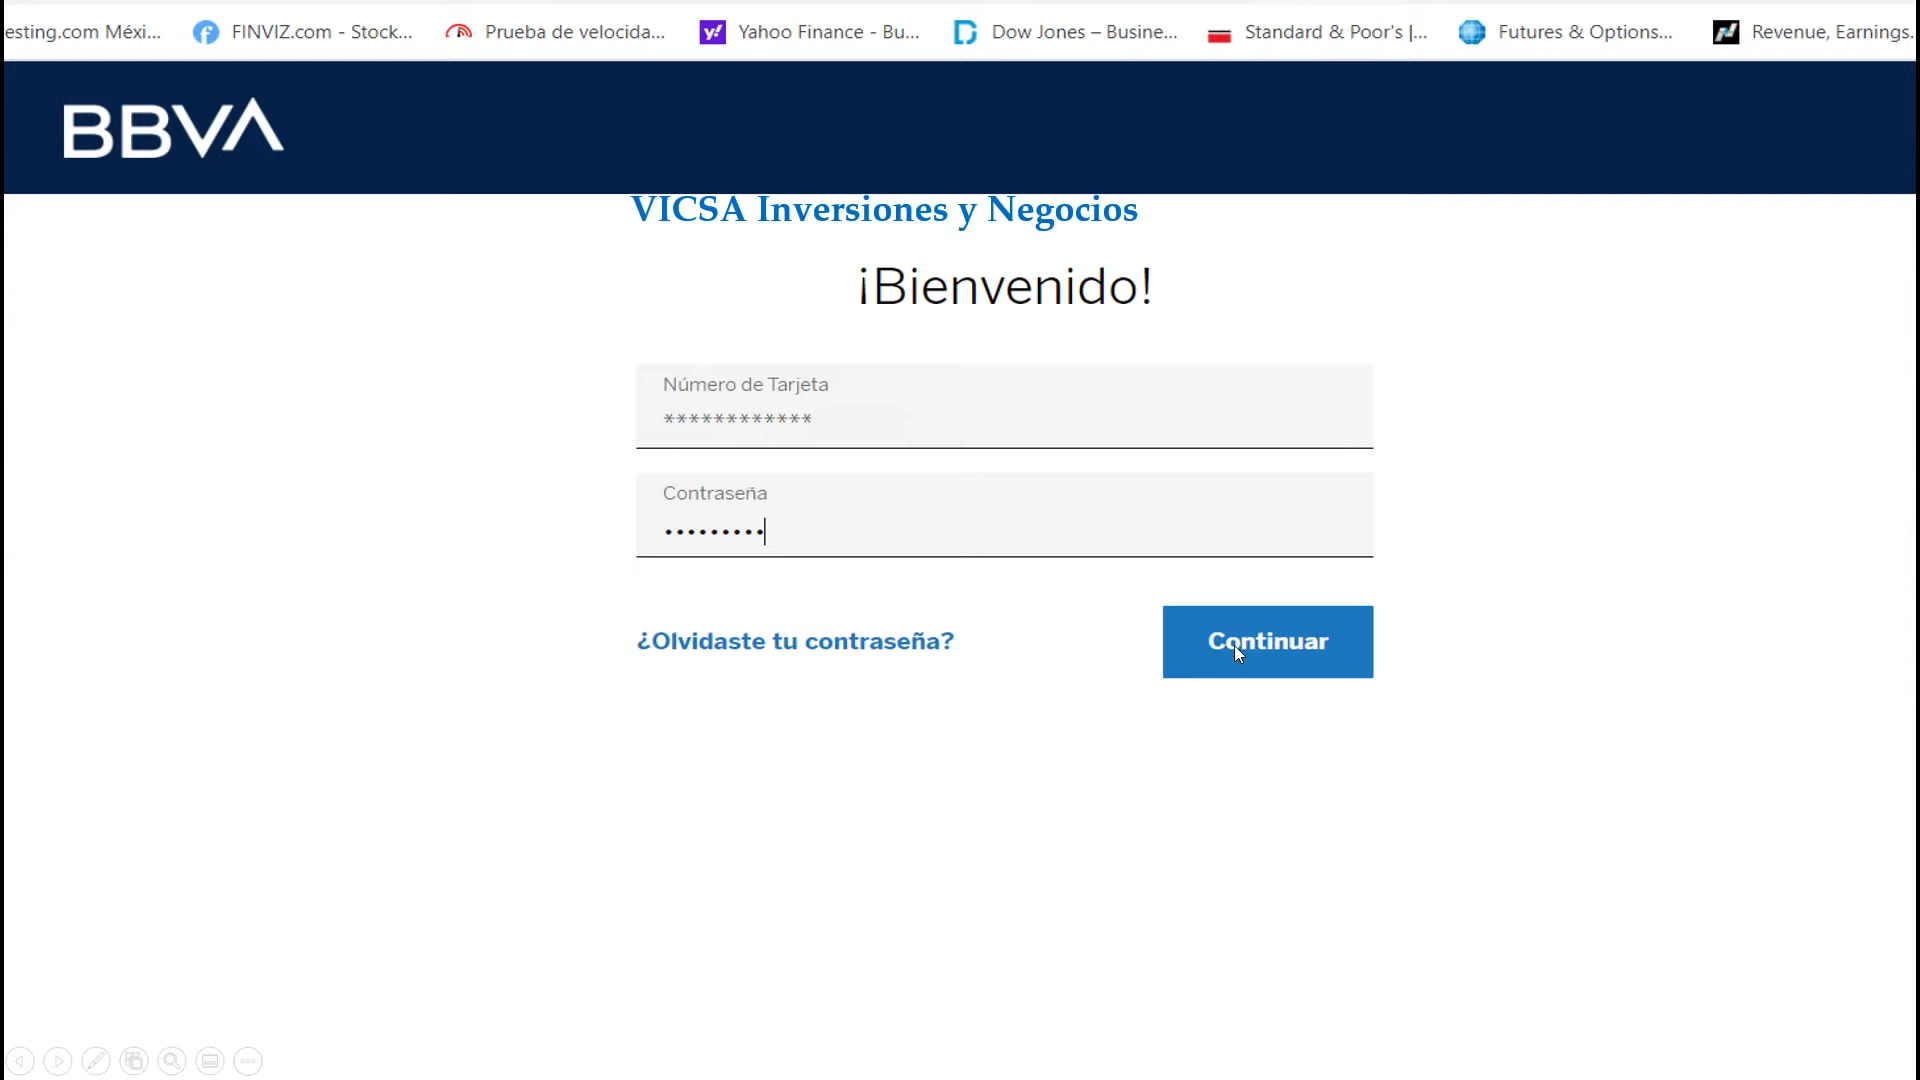 esting.com Méxi...
FINVIZ.com - Stock...
Prueba de velocida...
Yahoo Finance - Bu...
Dow Jones – Busine...
Standard & Poor's |...
Futures & Options...
Revenue, Earnings...
BBVA
VICSA Inversiones y Negocios
¡Bienvenido!
Número de Tarjeta
************
Contraseña
•••••••••
¿Olvidaste tu contraseña?
Continuar